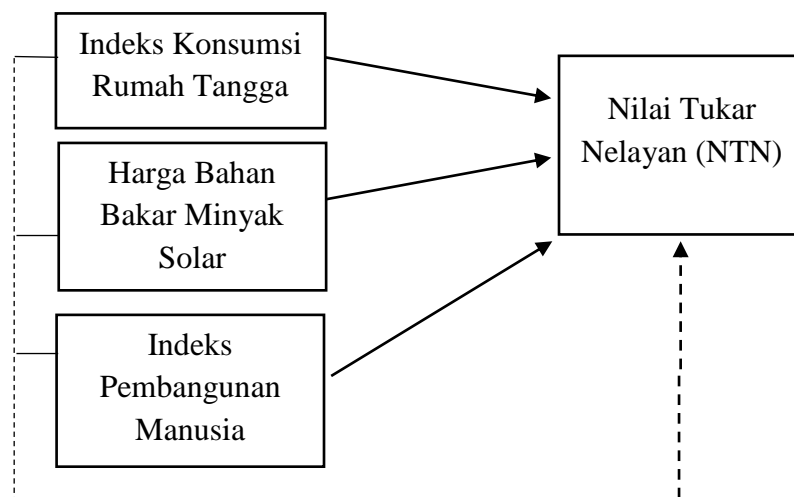 Indeks Konsumsi
Rumah Tangga
Harga Bahan
Bakar Minyak
Solar
Indeks
Pembangunan
Manusia
Nilai Tukar
Nelayan (NTN)